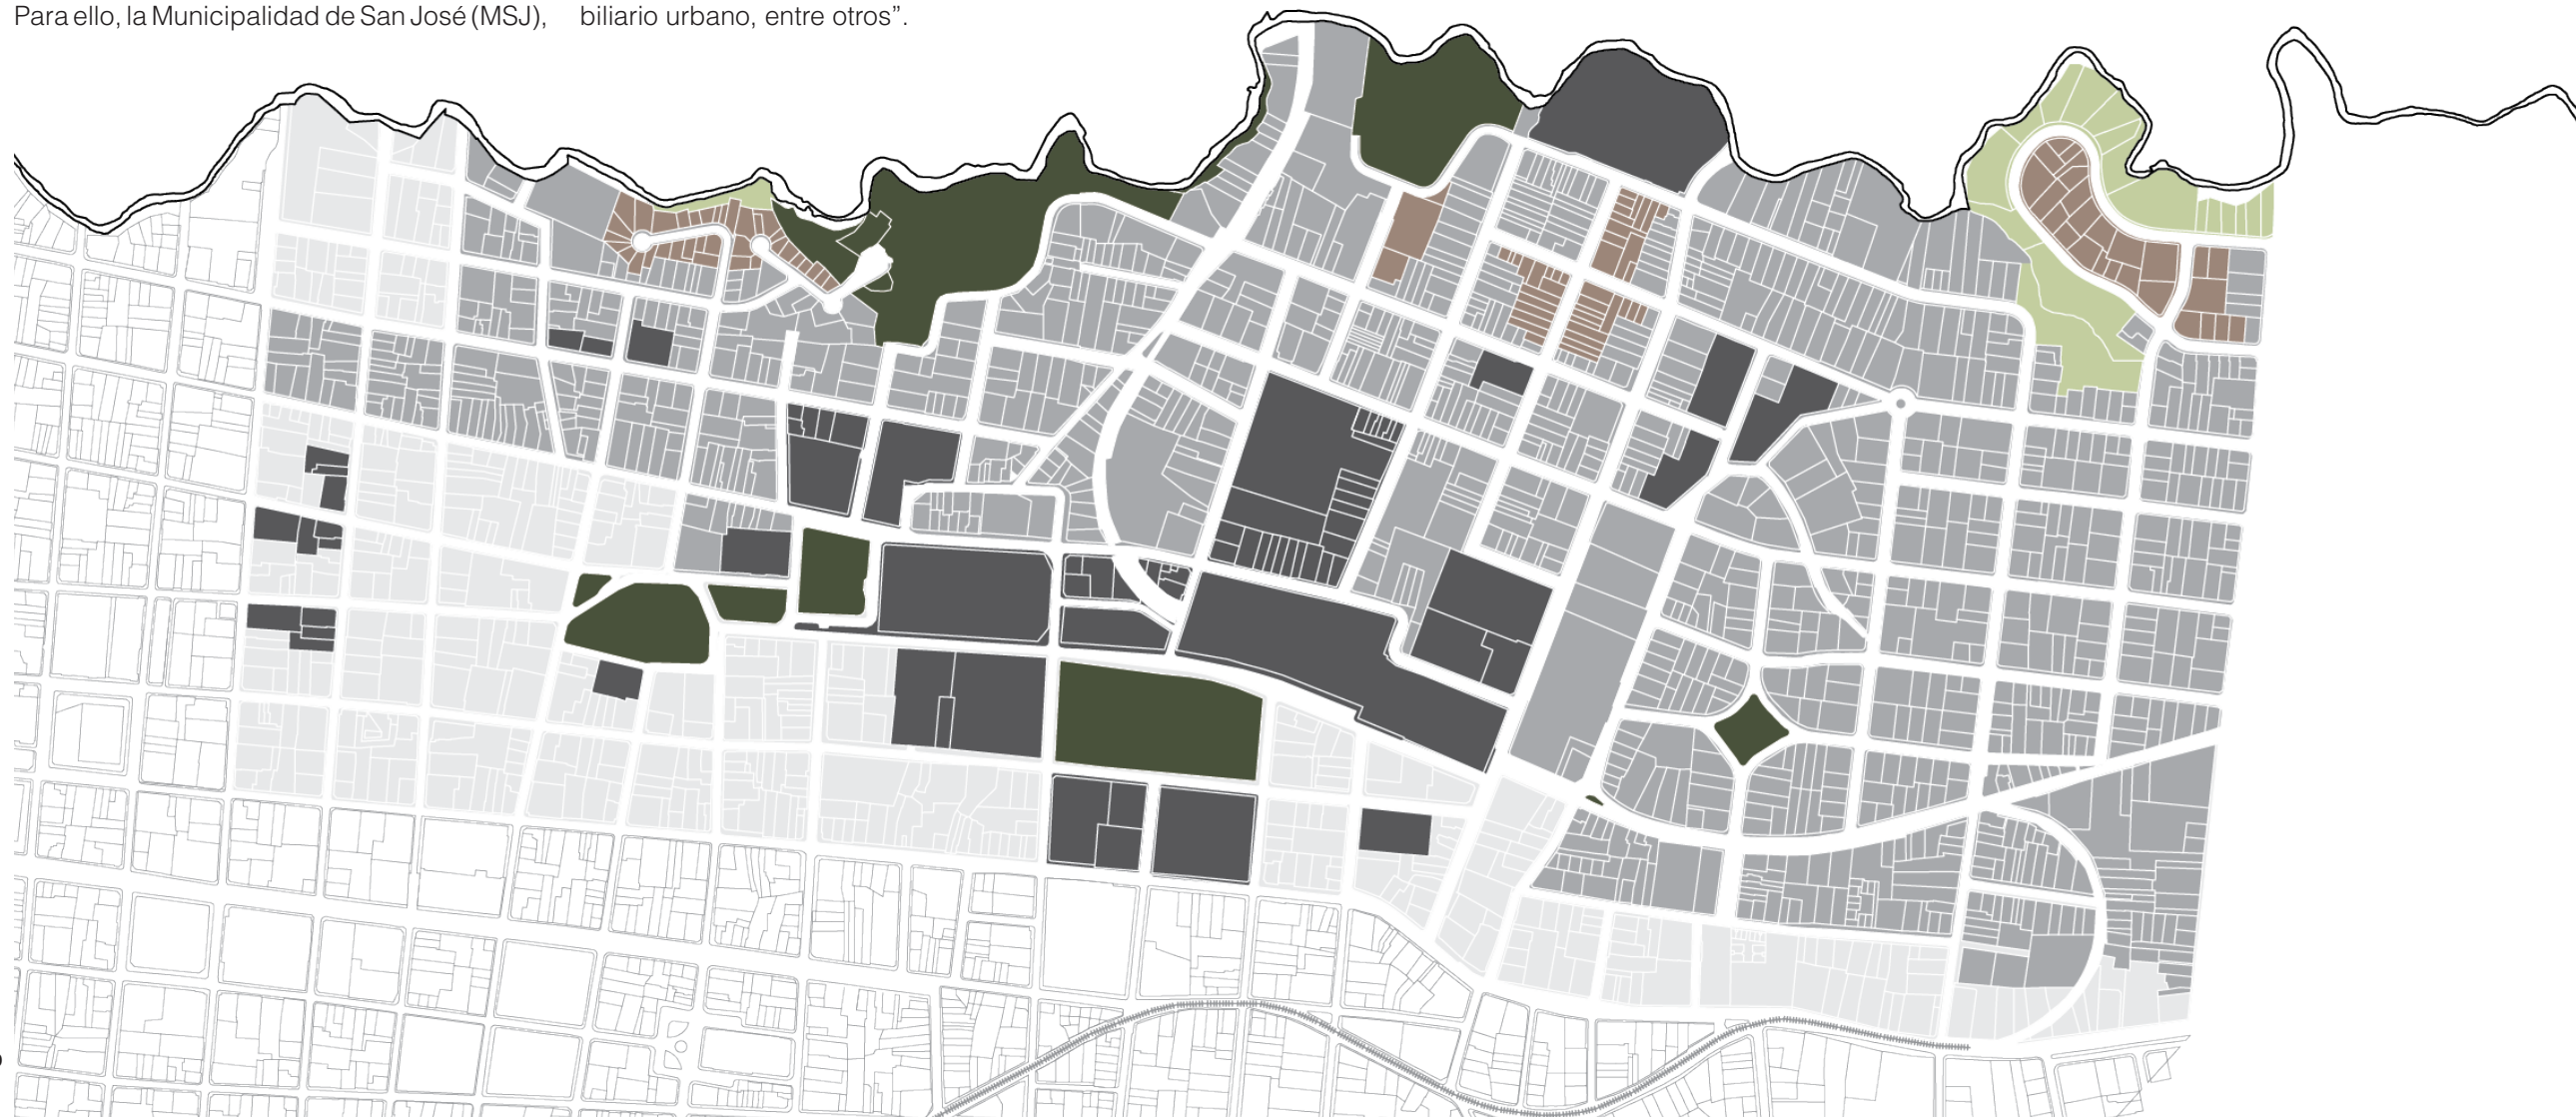 Para ello, la Municipalidad de San José (MSJ),
biliario urbano, entre otros”.